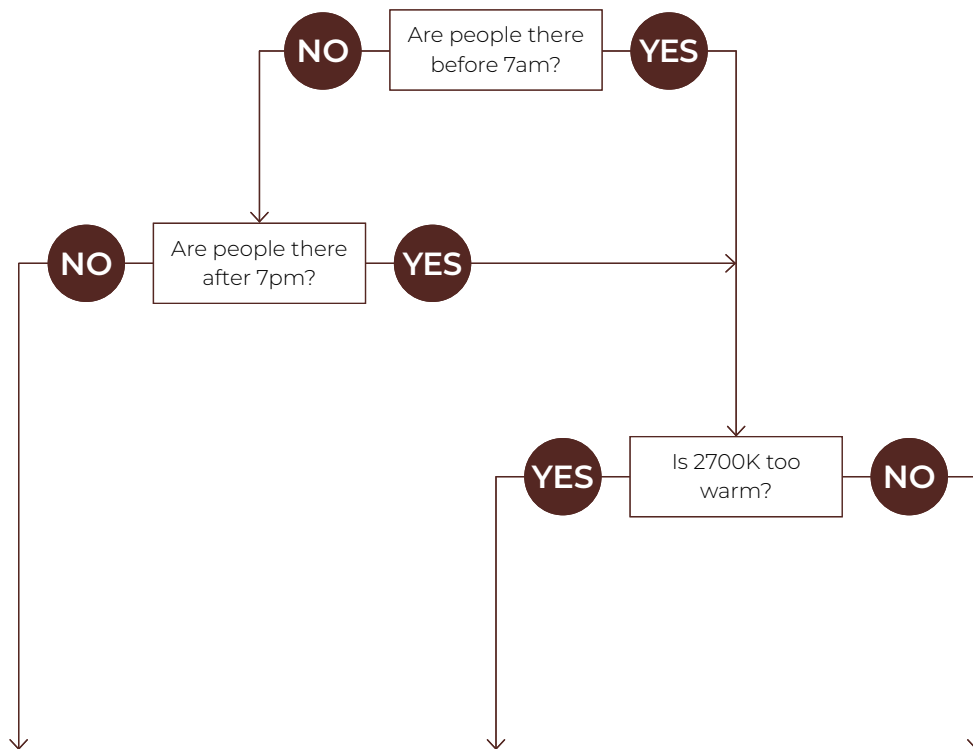 NO
Are people there
before 7am?
YES
NO
Are people there
after 7pm?
YES
YES
Is 2700K too
warm?
NO